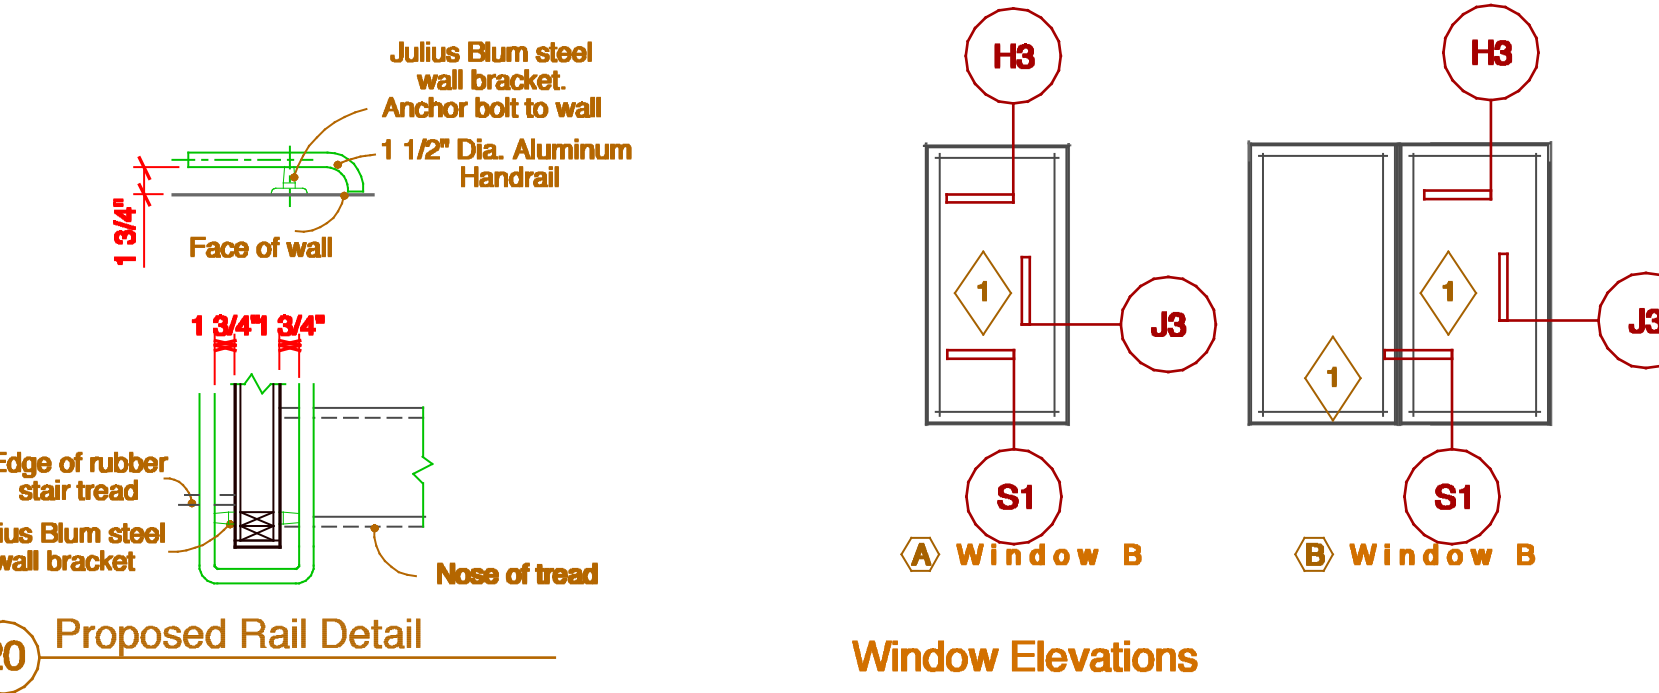 Julius Blum steel
wall bracket.
Anchor bolt to wall
1 1/2" Dia. Aluminum
Handrail
1 3/4"
Face of wall
1 3/4"
1 3/4"
Edge of rubber
stair tread
wall bracket
Blum steel
Nose of tread
Proposed Rail Detail
H3
1
J3
S1
A Window B
H3
1
1
J3
S1
B Window B
Window Elevations